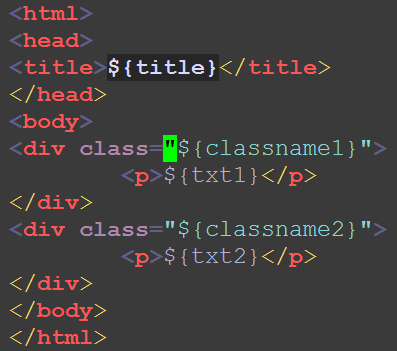 <html>
<head>
<title>${title}</title>
</head>
<body>
<div class="${classname1}">
<p>${txt1}</p>
</div>
<div class="${classname2}">
<p>${txt2}</p>
</div>
</body>
</html>